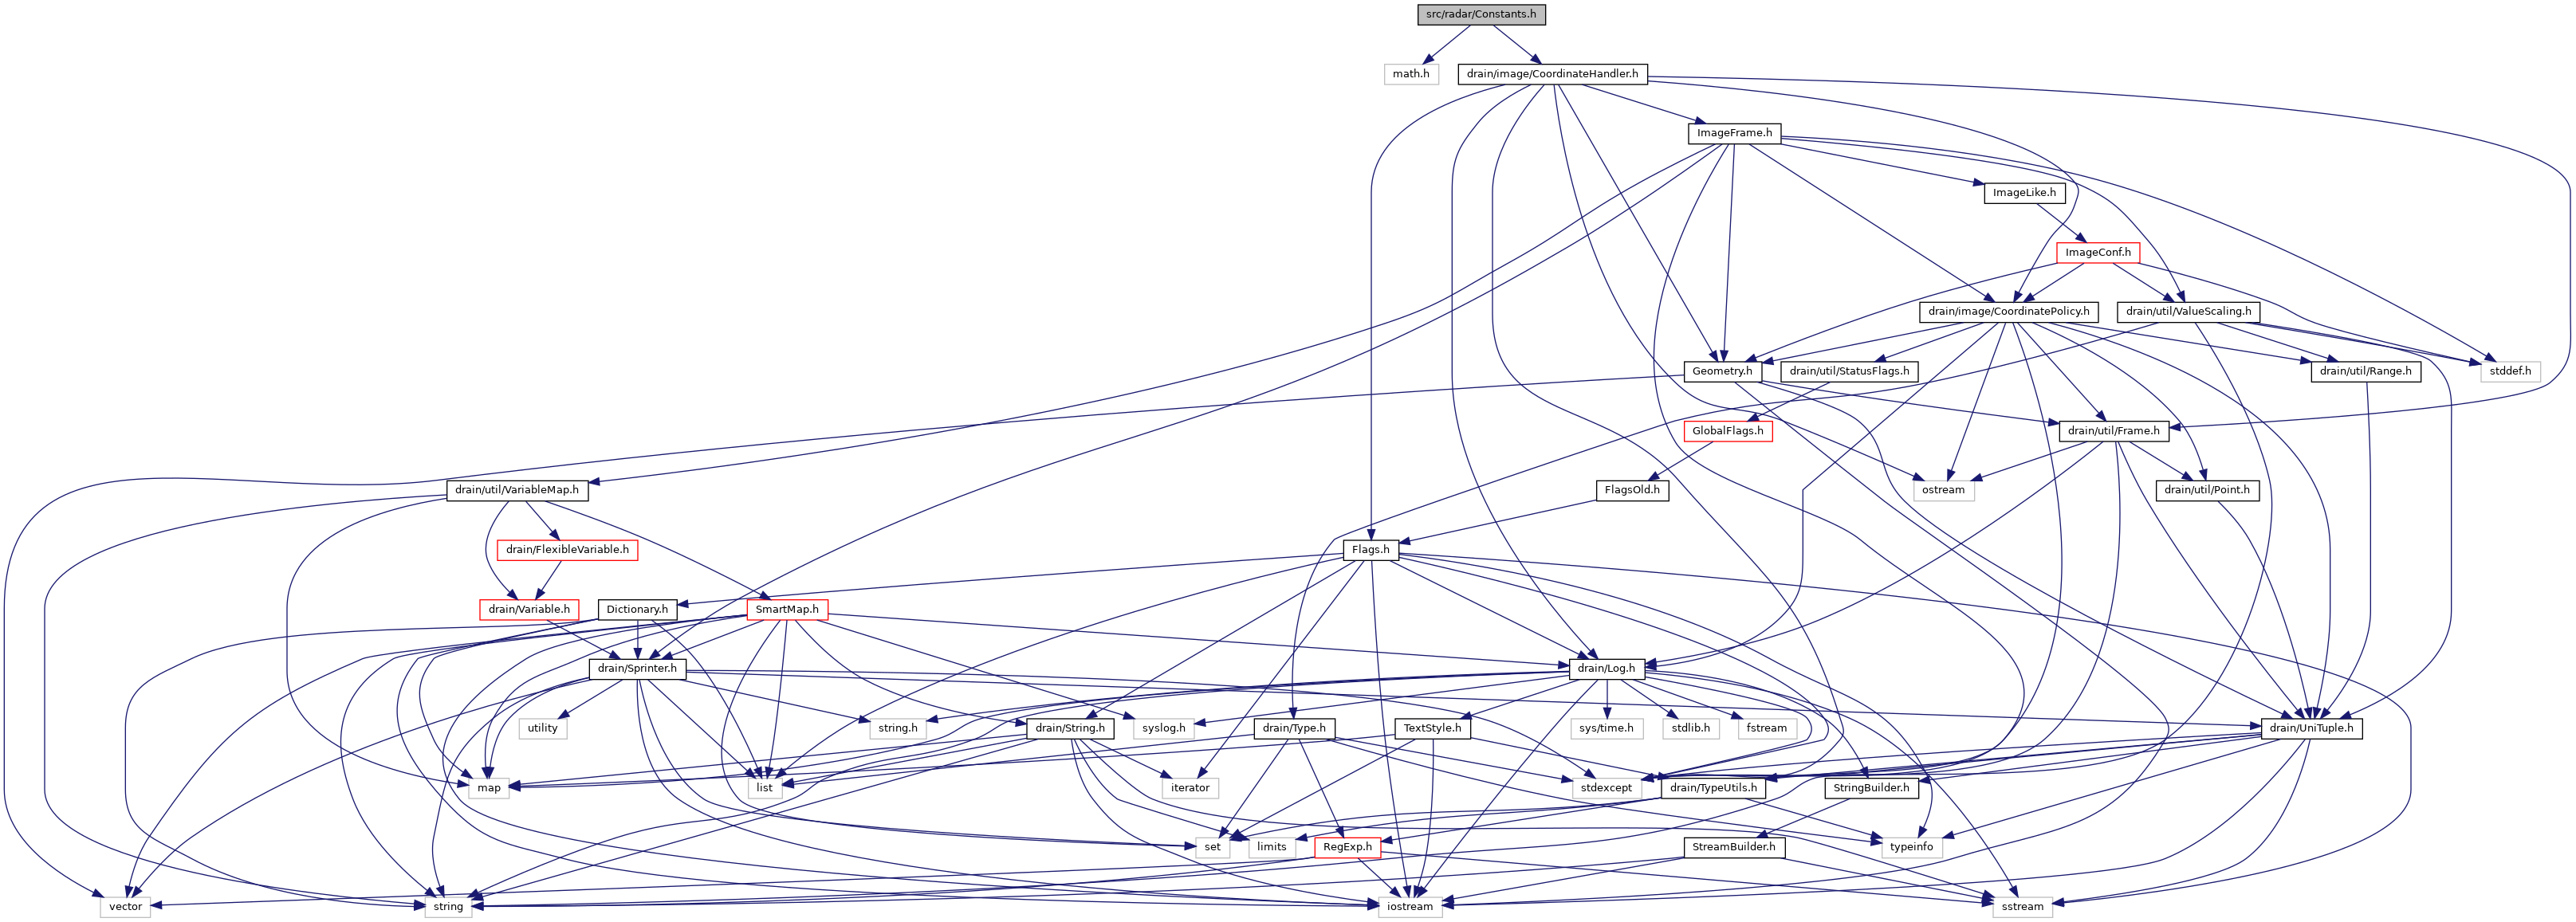 src/radar/Constants.h
math.h
drain/image/CoordinateHandler.h
ImageFrame.h
ImageLike.h
ImageConf.h
drain/image/CoordinatePolicy.h
drain/util/ValueScaling.h
Geometry.h
drain/util/StatusFlags.h
drain/util/Range.h
stddef.h
GlobalFlags.h
drain/util/Frame.h
drain/util/VariableMap.h
FlagsOld.h
ostream
drain/util/Point.h
drain/FlexibleVariable.h
Flags.h
drain/Variable.h
Dictionary.h
SmartMap.h
drain/Sprinter.h
drain/Log.h
utility
string.h
drain/String.h
syslog.h
drain/Type.h
TextStyle.h
sys/time.h
stdlib.h
fstream
drain/UniTuple.h
map
list
iterator
stdexcept
drain/TypeUtils.h
StringBuilder.h
set
limits
RegExp.h
typeinfo
StreamBuilder.h
vector
string
iostream
sstream